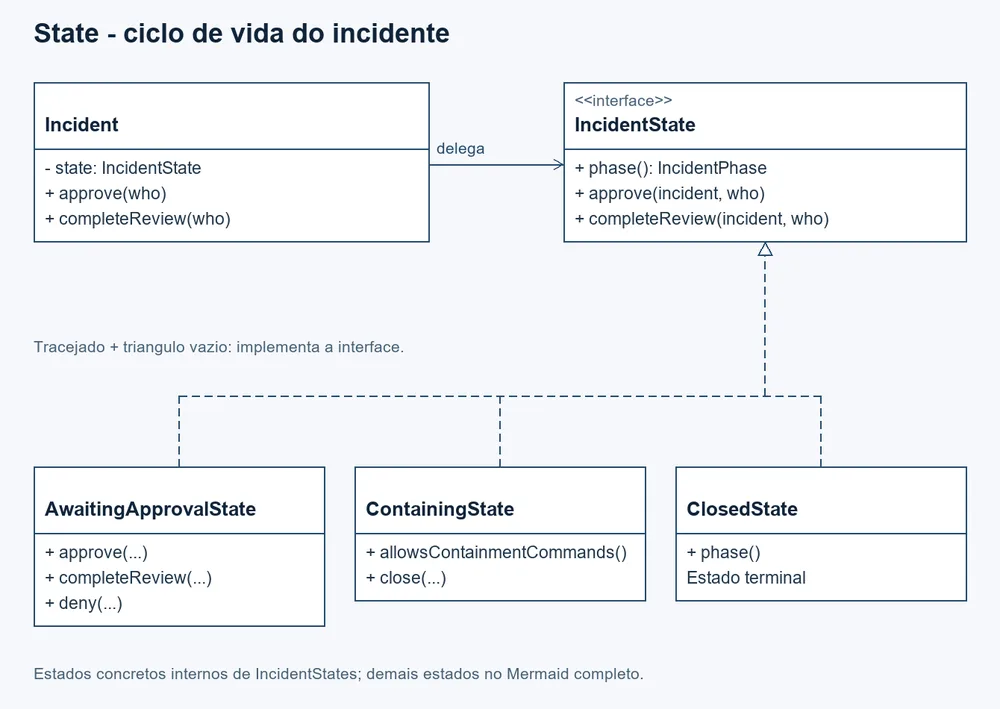 State - ciclo de vida do incidente
Incident
- state: IncidentState
+ approve(who)
+ completeReview(who)
delega
<<interface>>
IncidentState
+ phase(): IncidentPhase
+ approve(incident, who)
+ completeReview(incident, who)
Tracejado + triangulo vazio: implementa a interface.
AwaitingApprovalState
+ approve(...)
+ completeReview(...)
+ deny(...)
ContainingState
+ allowsContainmentCommands()
+ close(...)
ClosedState
+ phase()
Estado terminal
Estados concretos internos de IncidentStates; demais estados no Mermaid completo.